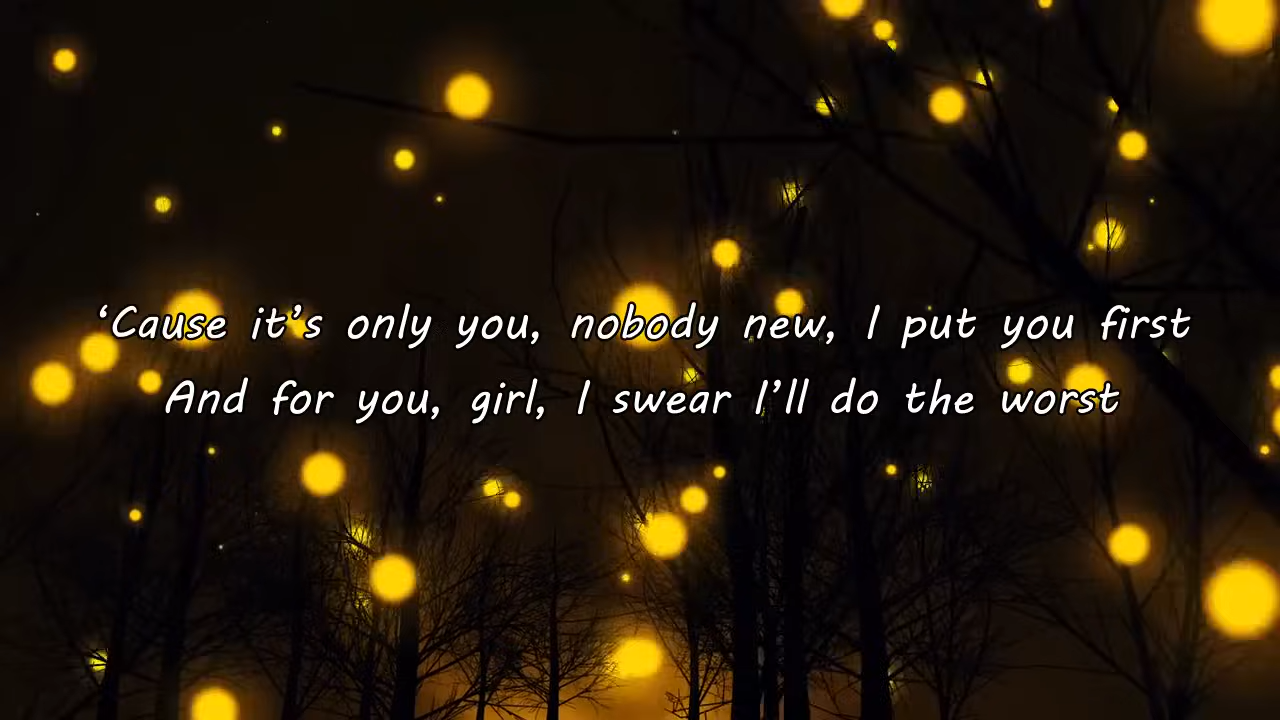 ‘Cause it’s only you, nobody new, I put you first
And for you, girl, I swear I’ll do the worst